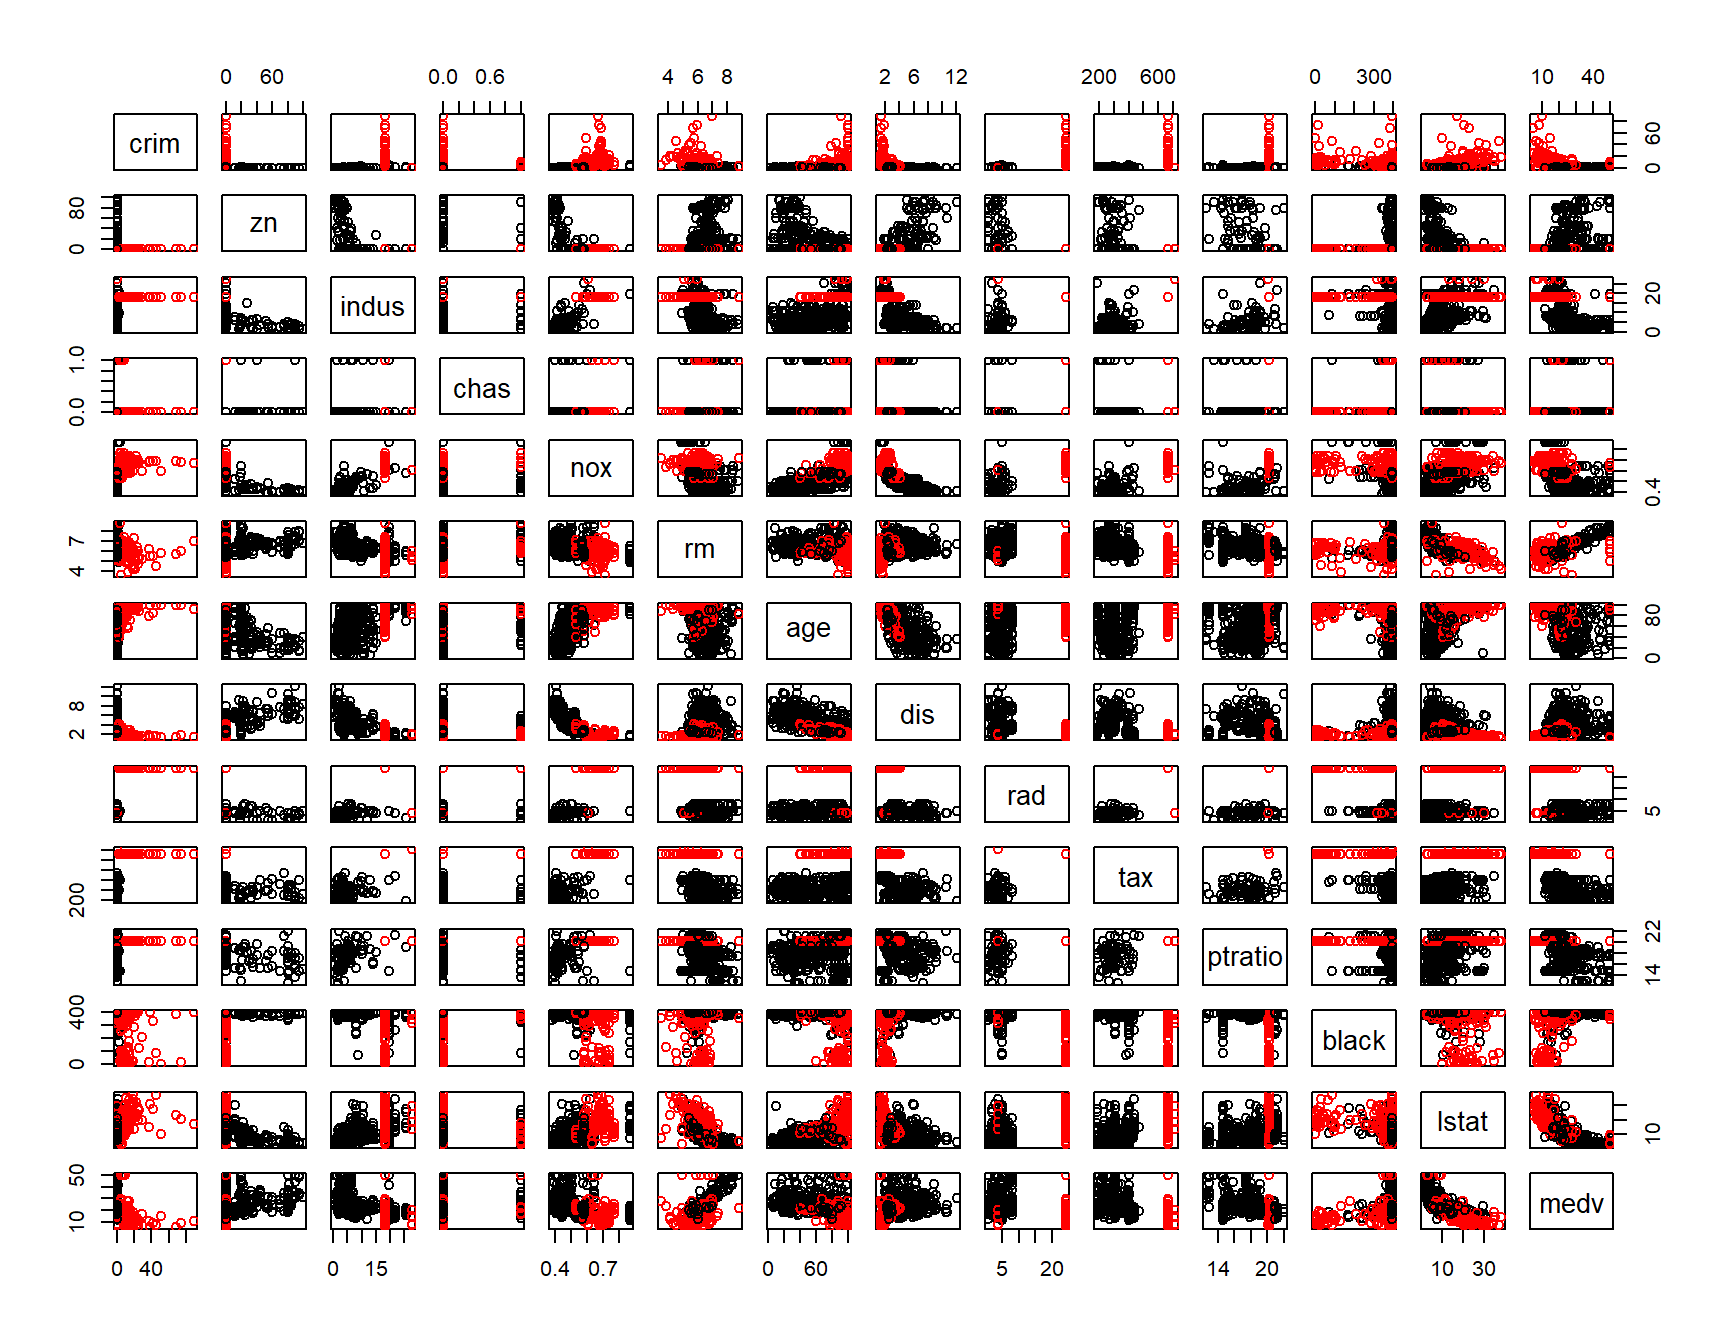 0 60 0.0 0.6 4 6 8 2 6 12 200 600 0 300 10 40
crim 0 60
0 80 zn
indus 0 20
0.0 1.0 chas
nox 0.4
4 7 rm
age 0 80
2 8 dis
rad 5
200 tax
ptratio 14 22
0 400 black
lstat 10
10 50 medv
0 40 0 15 0.4 0.7 0 60 5 20 14 20 10 30